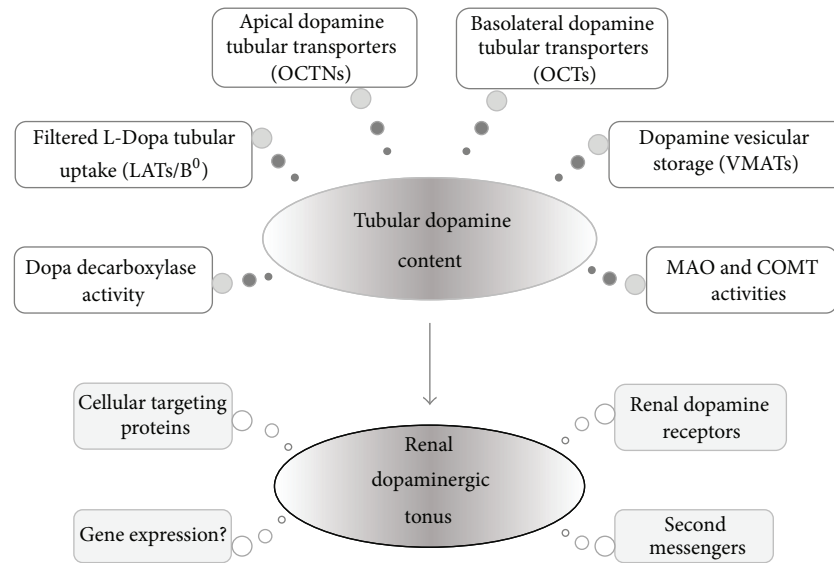 Apical dopamine
tubular transporters
(OCTNs)
Basolateral dopamine
tubular transporters
(OCTs)
Filtered L-Dopa tubular
uptake (LATs/B⁰)
Dopamine vesicular
storage (VMATs)
Tubular dopamine
content
Dopa decarboxylase
activity
MAO and COMT
activities
Cellular targeting
proteins
Renal dopamine
receptors
Renal
dopaminergic
tonus
Gene expression?
Second
messengers